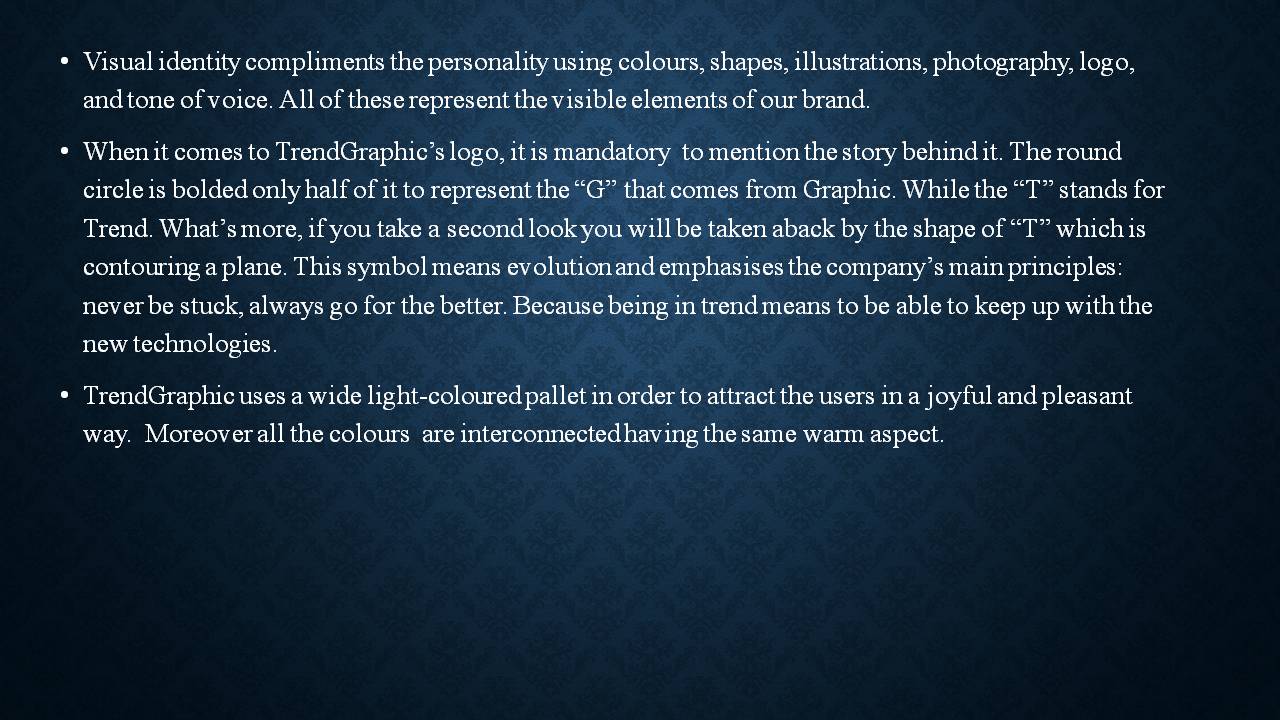 • Visual identity compliments the personality using colours, shapes, illustrations, photography, logo,
and tone of voice. All of these represent the visible elements of our brand.
• When it comes to TrendGraphic’s logo, it is mandatory  to mention the story behind it. The round
circle is bolded only half of it to represent the “G” that comes from Graphic. While the “T” stands for
Trend. What’s more, if you take a second look you will be taken aback by the shape of “T” which is
contouring a plane. This symbol means evolution and emphasises the company’s main principles:
never be stuck, always go for the better. Because being in trend means to be able to keep up with the
new technologies.
• TrendGraphic uses a wide light-coloured pallet in order to attract the users in a joyful and pleasant
way.  Moreover all the colours  are interconnected having the same warm aspect.